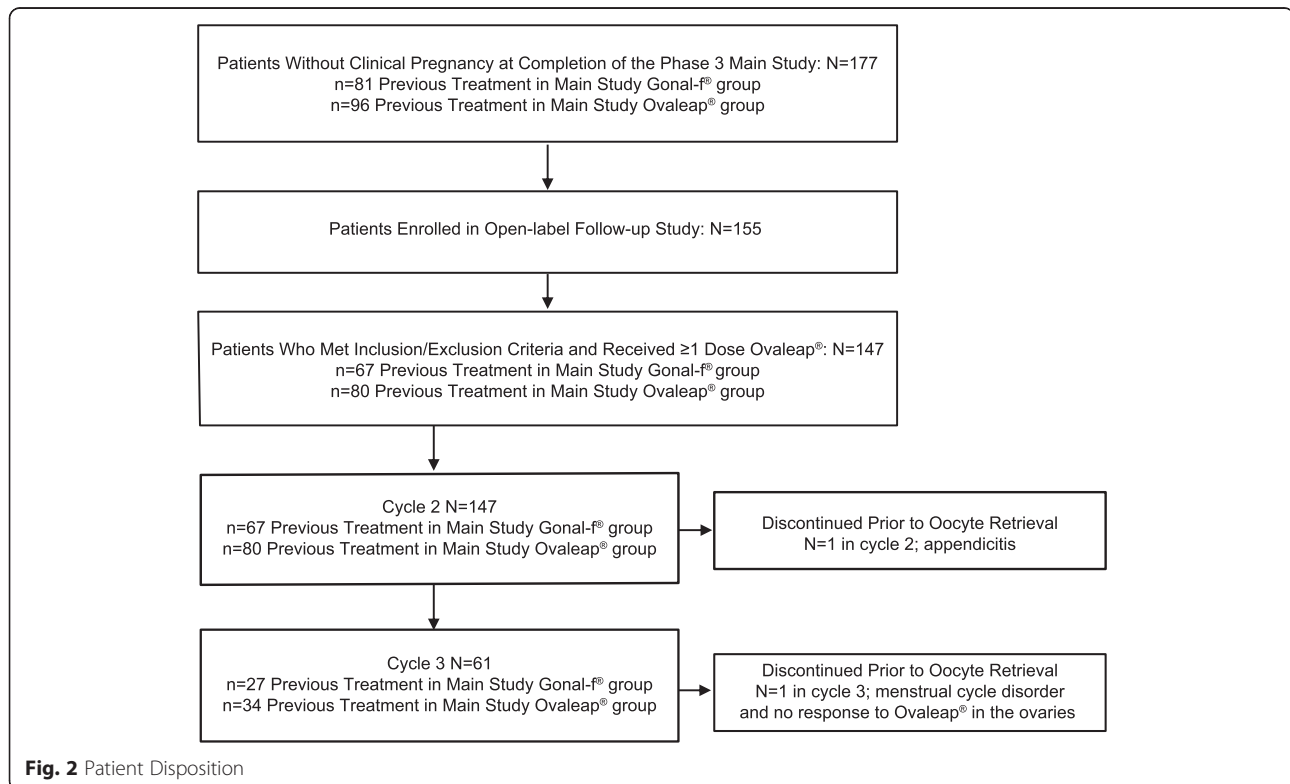 Patients Without Clinical Pregnancy at Completion of the Phase 3 Main Study: N=177
n=81 Previous Treatment in Main Study Gonal-f® group
n=96 Previous Treatment in Main Study Ovaleap® group
Patients Enrolled in Open-label Follow-up Study: N=155
Patients Who Met Inclusion/Exclusion Criteria and Received ≥1 Dose Ovaleap®: N=147
n=67 Previous Treatment in Main Study Gonal-f® group
n=80 Previous Treatment in Main Study Ovaleap® group
Cycle 2 N=147
n=67 Previous Treatment in Main Study Gonal-f® group
n=80 Previous Treatment in Main Study Ovaleap® group
Discontinued Prior to Oocyte Retrieval
N=1 in cycle 2; appendicitis
Cycle 3 N=61
n=27 Previous Treatment in Main Study Gonal-f® group
n=34 Previous Treatment in Main Study Ovaleap® group
Discontinued Prior to Oocyte Retrieval
N=1 in cycle 3; menstrual cycle disorder
and no response to Ovaleap® in the ovaries
Fig. 2 Patient Disposition